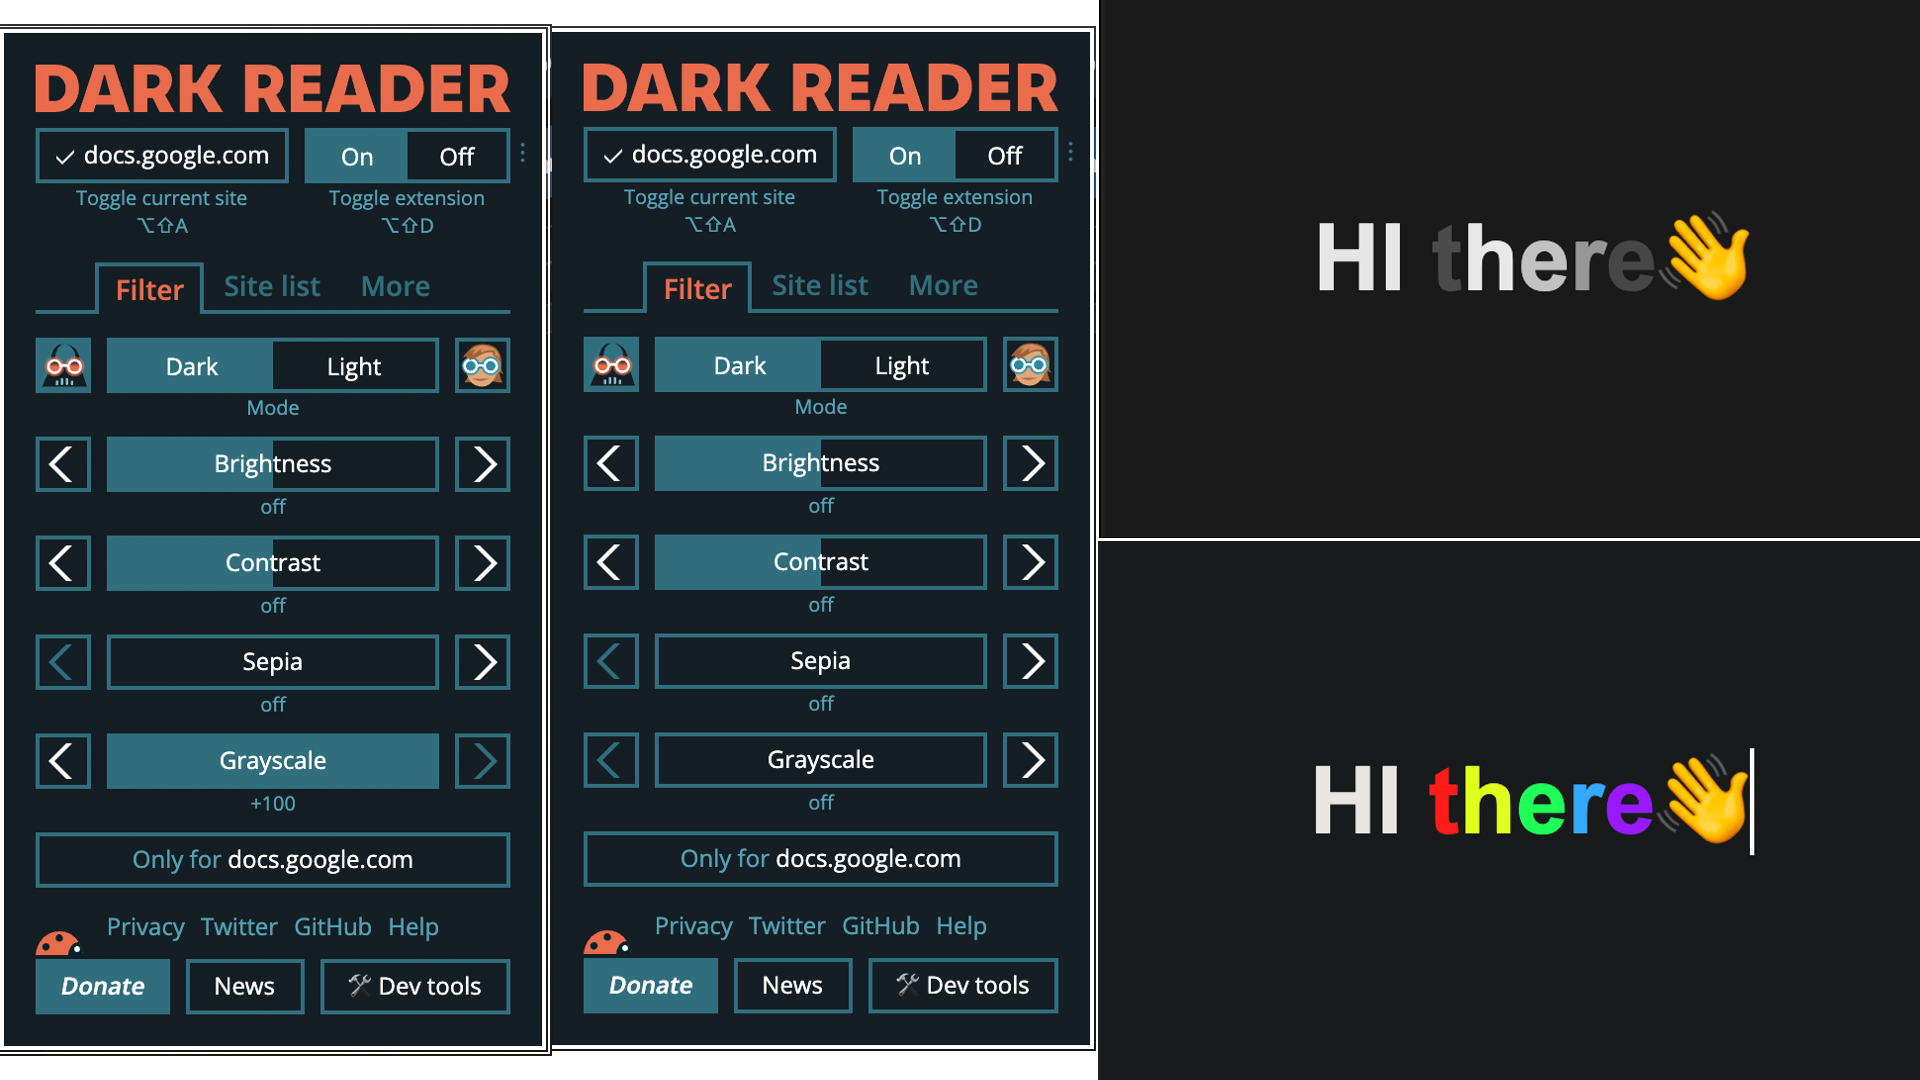 DARK READER
docs.google.com On Off
Toggle current site Toggle extension
⌥⇧A ⌥⇧D
Filter Site list More
Dark Light
Mode
Brightness
off
Contrast
off
Sepia
off
Grayscale
+100
Only for docs.google.com
Privacy Twitter GitHub Help
Donate News 🛠 Dev tools
DARK READER
docs.google.com On Off
Toggle current site Toggle extension
⌥⇧A ⌥⇧D
Filter Site list More
Dark Light
Mode
Brightness
off
Contrast
off
Sepia
off
Grayscale
off
Only for docs.google.com
Privacy Twitter GitHub Help
Donate News 🛠 Dev tools
HI there👋
HI there👋